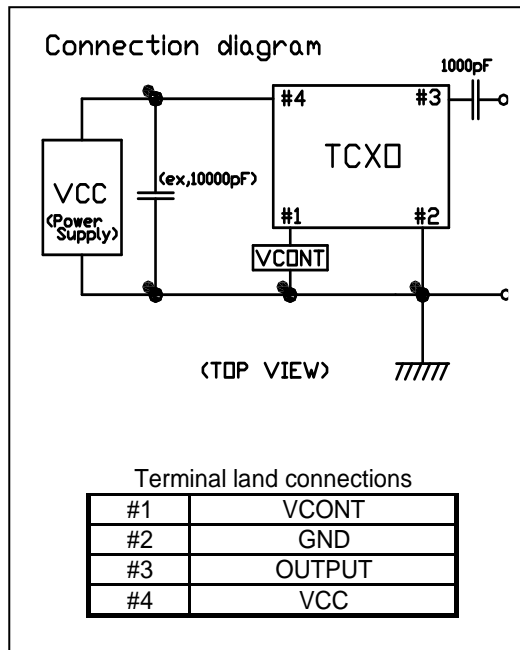 Connection diagram
1000pF
#4
#3
TCXO
VCC
(Power
Supply)
(ex,10000pF)
#1
#2
VCONT
(TOP VIEW)
Terminal land connections
#1 VCONT
#2 GND
#3 OUTPUT
#4 VCC